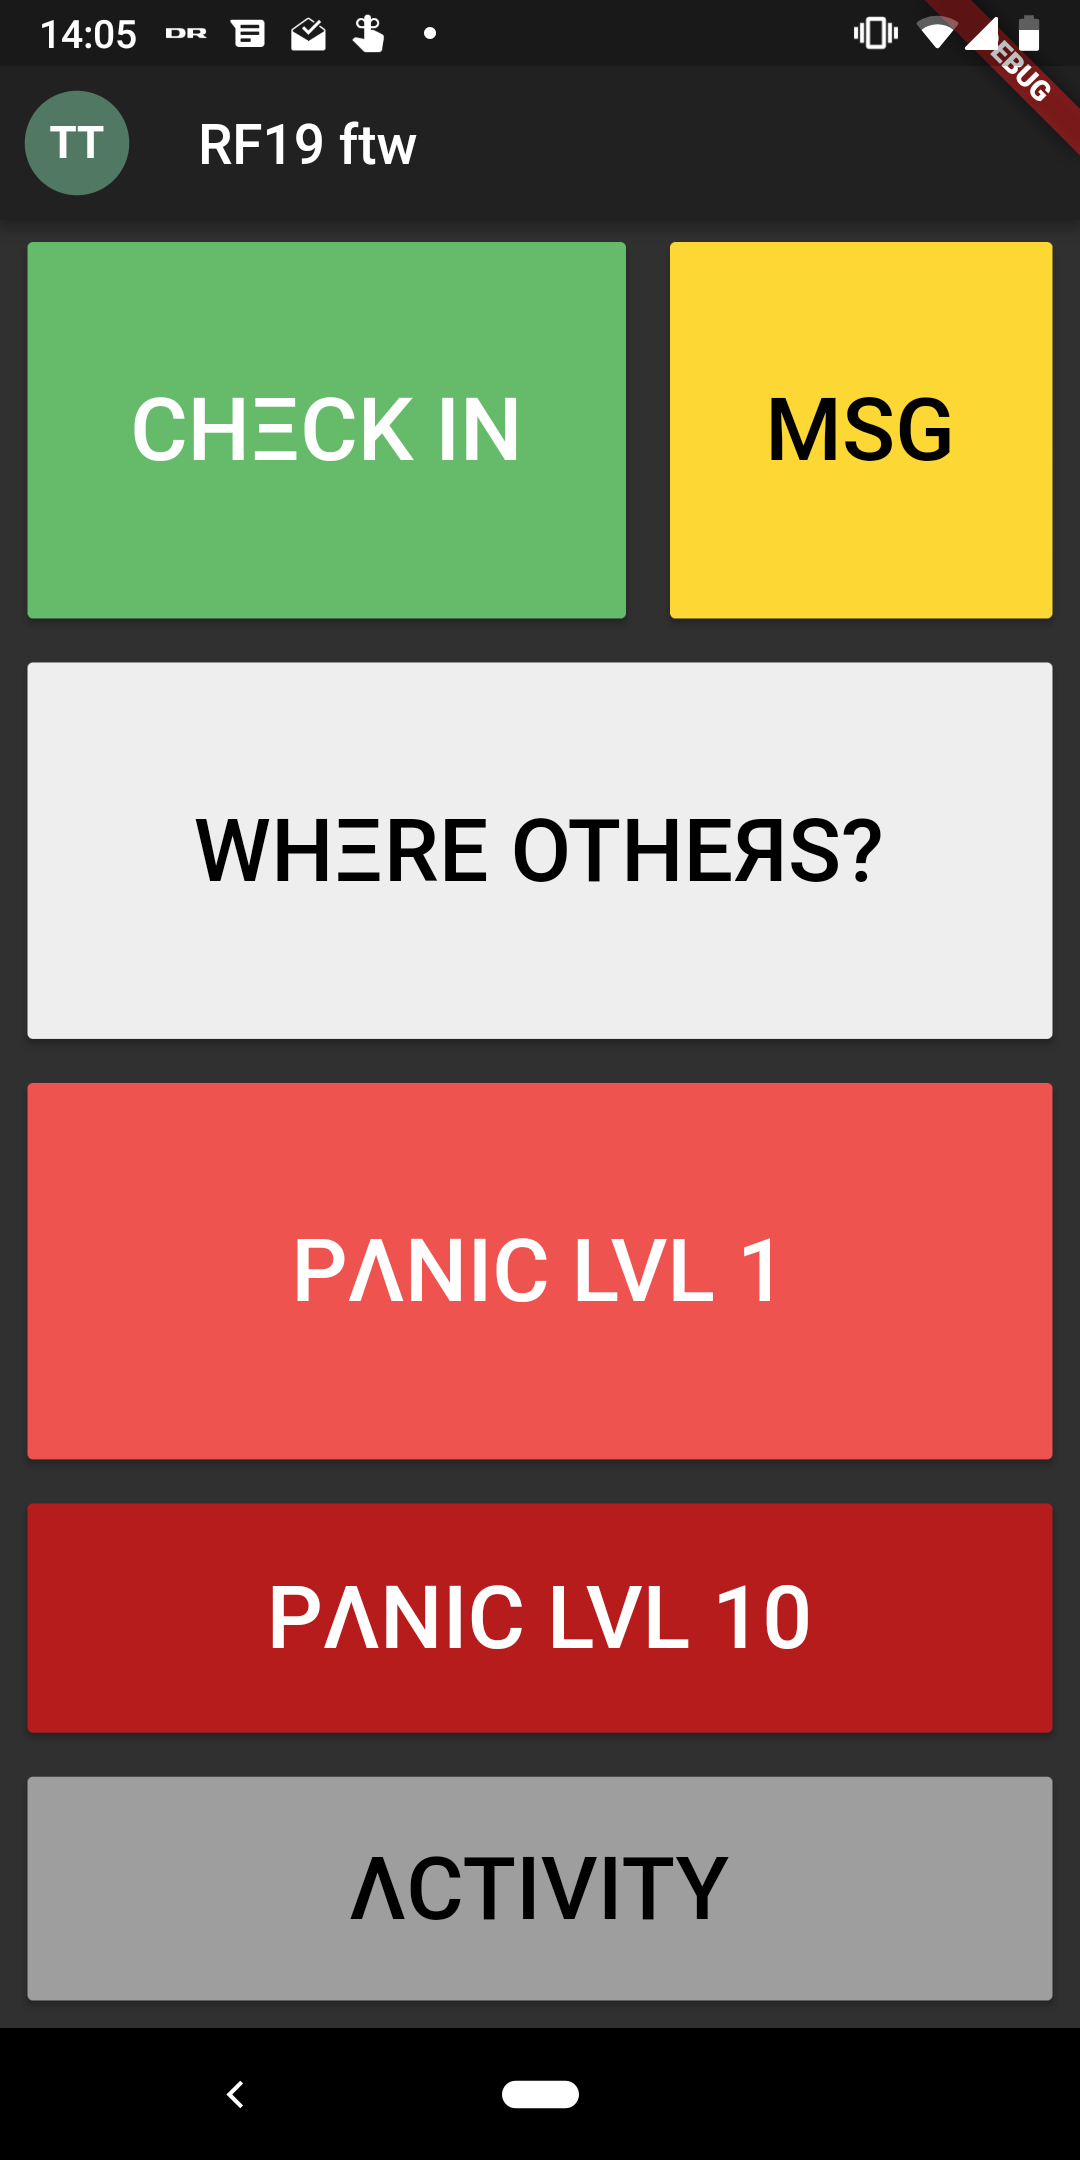 14:05 DR
EBUG
TT RF19 ftw
CHΞCK IN
MSG
WHΞRE OTHEЯS?
PΛNIC LVL 1
PΛNIC LVL 10
ΛCTIVITY